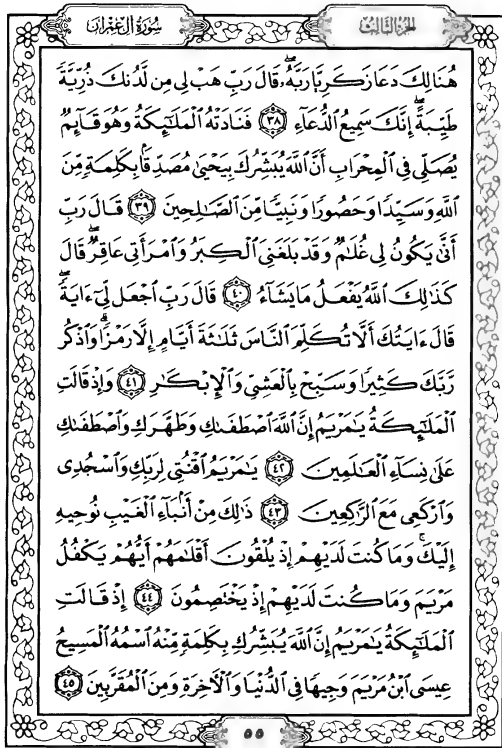 سُورَةُ آلِ عِمْرَان الجُزءُ الثَّالِثُ
هُنَالِكَ دَعَا زَكَرِيَّا رَبَّهُۥ ۖ قَالَ رَبِّ هَبْ لِى مِن لَّدُنكَ ذُرِّيَّةً
طَيِّبَةً ۖ إِنَّكَ سَمِيعُ ٱلدُّعَآءِ ٣٨ فَنَادَتْهُ ٱلْمَلَـٰٓئِكَةُ وَهُوَ قَآئِمٌ
يُصَلِّى فِى ٱلْمِحْرَابِ أَنَّ ٱللَّهَ يُبَشِّرُكَ بِيَحْيَىٰ مُصَدِّقًۢا بِكَلِمَةٍ مِّنَ
ٱللَّهِ وَسَيِّدًا وَحَصُورًا وَنَبِيًّا مِّنَ ٱلصَّـٰلِحِينَ ٣٩ قَالَ رَبِّ
أَنَّىٰ يَكُونُ لِى غُلَـٰمٌ وَقَدْ بَلَغَنِىَ ٱلْكِبَرُ وَٱمْرَأَتِى عَاقِرٌ ۖ قَالَ
كَذَٰلِكَ ٱللَّهُ يَفْعَلُ مَا يَشَآءُ ٤٠ قَالَ رَبِّ ٱجْعَل لِّىٓ ءَايَةً ۖ
قَالَ ءَايَتُكَ أَلَّا تُكَلِّمَ ٱلنَّاسَ ثَلَـٰثَةَ أَيَّامٍ إِلَّا رَمْزًا ۗ وَٱذْكُر
رَّبَّكَ كَثِيرًا وَسَبِّحْ بِٱلْعَشِىِّ وَٱلْإِبْكَـٰرِ ٤١ وَإِذْ قَالَتِ
ٱلْمَلَـٰٓئِكَةُ يَـٰمَرْيَمُ إِنَّ ٱللَّهَ ٱصْطَفَىٰكِ وَطَهَّرَكِ وَٱصْطَفَىٰكِ
عَلَىٰ نِسَآءِ ٱلْعَـٰلَمِينَ ٤٢ يَـٰمَرْيَمُ ٱقْنُتِى لِرَبِّكِ وَٱسْجُدِى
وَٱرْكَعِى مَعَ ٱلرَّٰكِعِينَ ٤٣ ذَٰلِكَ مِنْ أَنۢبَآءِ ٱلْغَيْبِ نُوحِيهِ
إِلَيْكَ ۚ وَمَا كُنتَ لَدَيْهِمْ إِذْ يُلْقُونَ أَقْلَـٰمَهُمْ أَيُّهُمْ يَكْفُلُ
مَرْيَمَ وَمَا كُنتَ لَدَيْهِمْ إِذْ يَخْتَصِمُونَ ٤٤ إِذْ قَالَتِ
ٱلْمَلَـٰٓئِكَةُ يَـٰمَرْيَمُ إِنَّ ٱللَّهَ يُبَشِّرُكِ بِكَلِمَةٍ مِّنْهُ ٱسْمُهُ ٱلْمَسِيحُ
عِيسَى ٱبْنُ مَرْيَمَ وَجِيهًا فِى ٱلدُّنْيَا وَٱلْـَٔاخِرَةِ وَمِنَ ٱلْمُقَرَّبِينَ ٤٥
٥٥